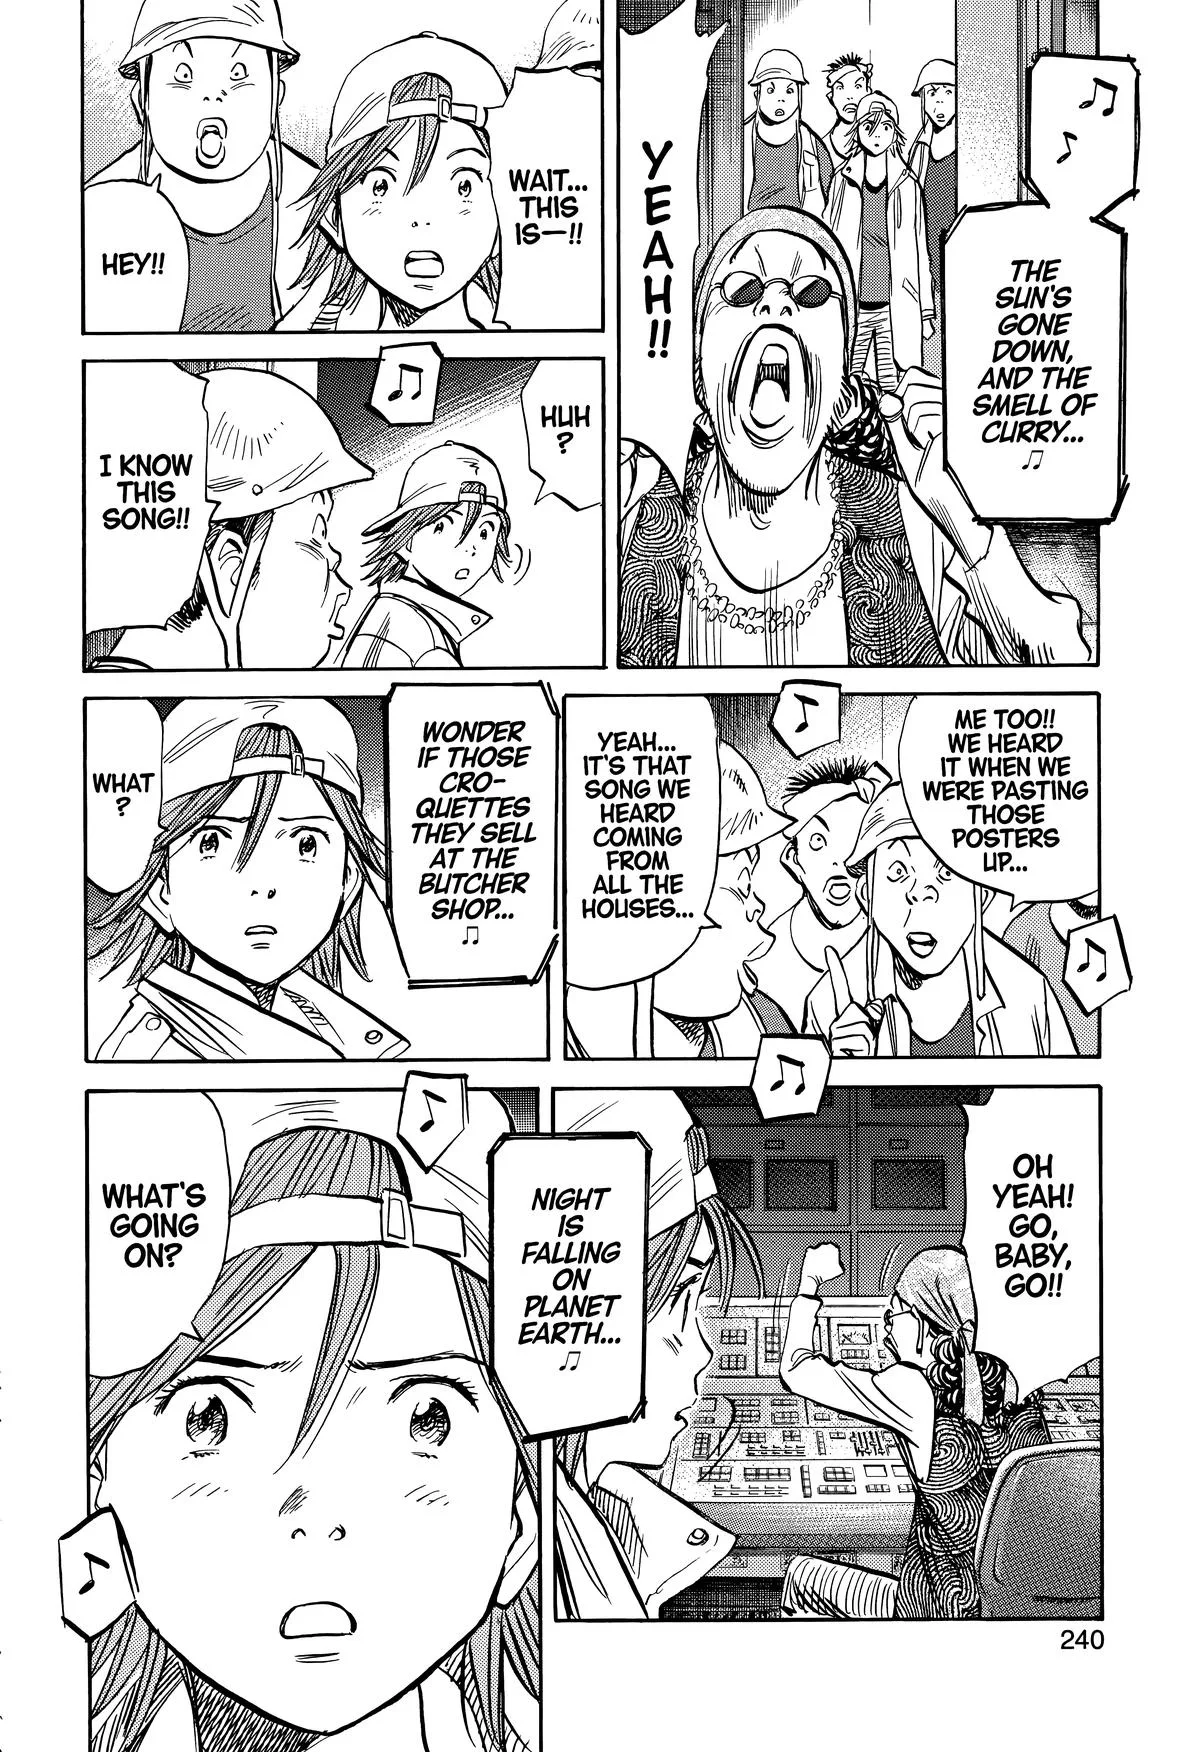 ♫
♪
THE
SUN'S
GONE
DOWN,
AND THE
SMELL OF
CURRY...
♫
YEAH!!
WAIT...
THIS
IS—!!
HEY!!
HUH
?
♫
I KNOW
THIS
SONG!!
ME TOO!!
WE HEARD
IT WHEN WE
WERE PASTING
THOSE
POSTERS
UP...
♪
YEAH...
IT'S THAT
SONG WE
HEARD
COMING
FROM
ALL THE
HOUSES...
♫
WONDER
IF THOSE
CRO-
QUETTES
THEY SELL
AT THE
BUTCHER
SHOP...
♫
WHAT
?
OH
YEAH!
GO,
BABY,
GO!!
♫
NIGHT
IS
FALLING
ON
PLANET
EARTH...
♫
♪
WHAT'S
GOING
ON?
♪
240